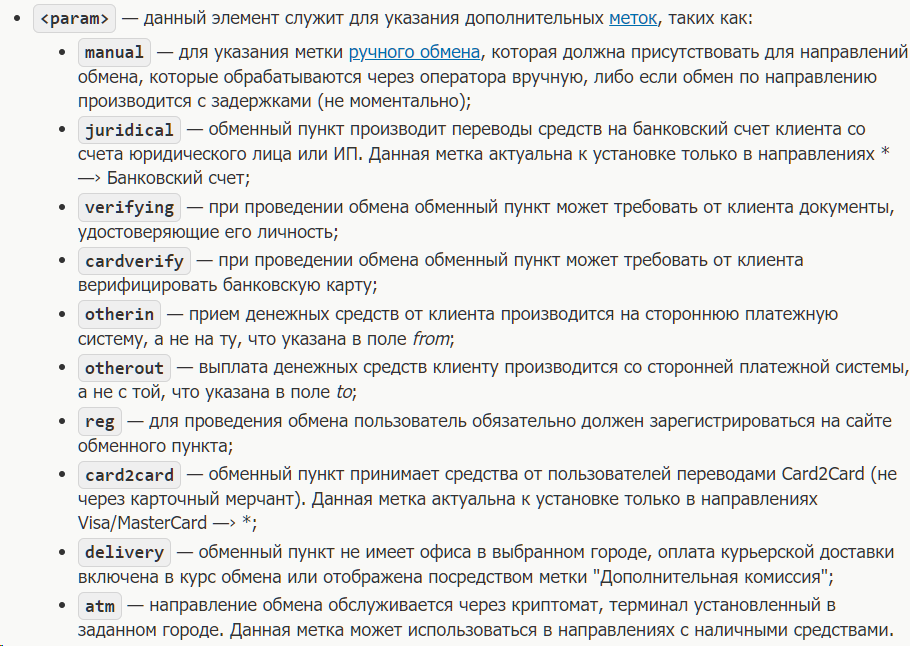 <param> — данный элемент служит для указания дополнительных меток, таких как:
manual — для указания метки ручного обмена, которая должна присутствовать для направлений
обмена, которые обрабатываются через оператора вручную, либо если обмен по направлению
производится с задержками (не моментально);
juridical — обменный пункт производит переводы средств на банковский счет клиента со
счета юридического лица или ИП. Данная метка актуальна к установке только в направлениях *
—> Банковский счет;
verifying — при проведении обмена обменный пункт может требовать от клиента документы,
удостоверяющие его личность;
cardverify — при проведении обмена обменный пункт может требовать от клиента
верифицировать банковскую карту;
otherin — прием денежных средств от клиента производится на стороннюю платежную
систему, а не на ту, что указана в поле from;
otherout — выплата денежных средств клиенту производится со сторонней платежной системы,
а не с той, что указана в поле to;
reg — для проведения обмена пользователь обязательно должен зарегистрироваться на сайте
обменного пункта;
card2card — обменный пункт принимает средства от пользователей переводами Card2Card (не
через карточный мерчант). Данная метка актуальна к установке только в направлениях
Visa/MasterCard —> *;
delivery — обменный пункт не имеет офиса в выбранном городе, оплата курьерской доставки
включена в курс обмена или отображена посредством метки "Дополнительная комиссия";
atm — направление обмена обслуживается через криптомат, терминал установленный в
заданном городе. Данная метка может использоваться в направлениях с наличными средствами.